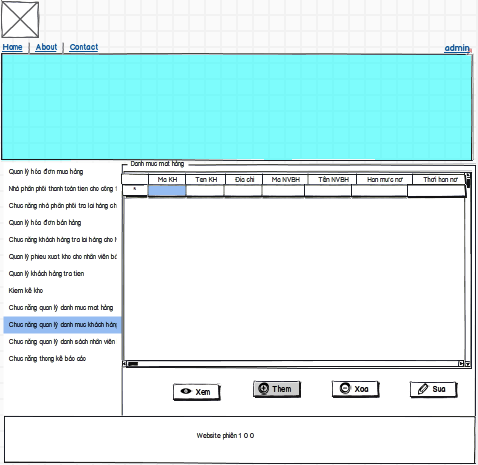 Home | About | Contact
admin
Quan lý hóa đơn mua hàng
Nhà phân phối thanh toán tien cho công t
Chuc năng nhà phân phối tra lai hàng ch
Quan lý hóa đơn bán hàng
Chuc năng khách hàng tra lai hàng cho h
Quan lý phieu xuat kho cho nhân viên bá
Quan lý khách hàng tra tien
Kiem kê kho
Chuc năng quan lý danh muc mat hàng
Chuc năng quan lý danh muc khách hàng
Chuc năng quan lý danh sách nhân viên
Chuc năng thong kê báo cáo
Danh muc mat hàng
Ma KH Ten KH Đia chi Ma NVBH Tên NVBH Han mưc nơ Thơi han nơ
*
Xem Them Xoa Sua
Website phiên 1 0 0